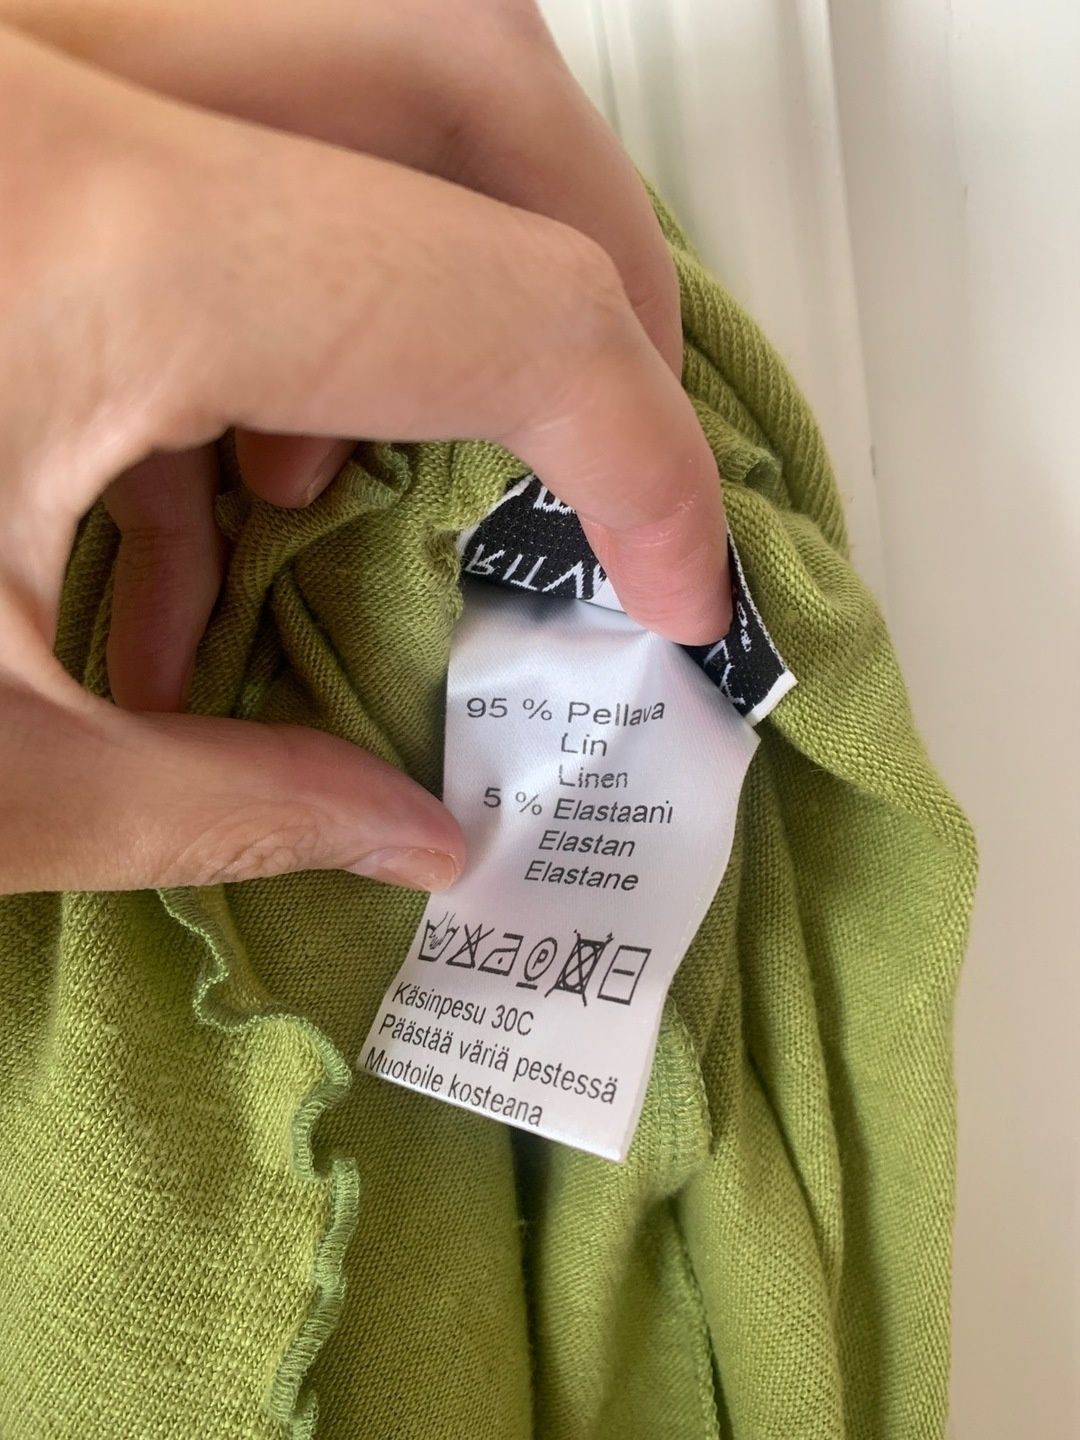 95 % Pellava
Lin
Linen
5 % Elastaani
Elastan
Elastane
P
Käsinpesu 30C
Päästää väriä pestessä
Muotoile kosteana